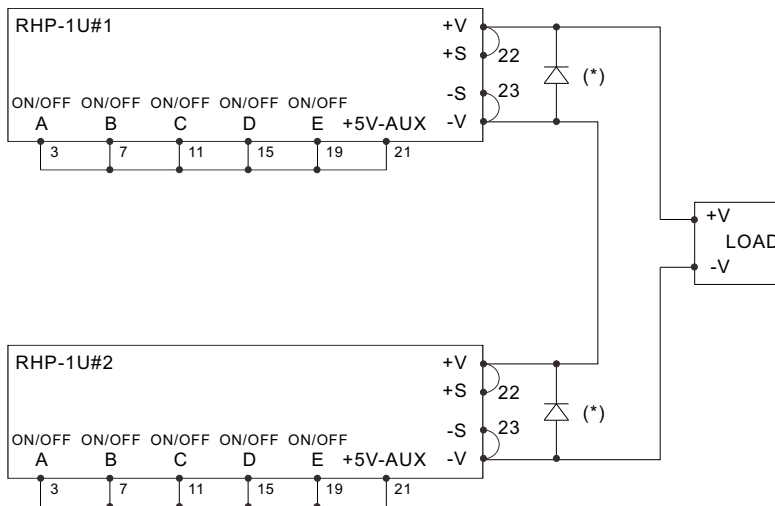 RHP-1U#1
+V
+S
22
(*)
-S
23
ON/OFF ON/OFF ON/OFF ON/OFF ON/OFF
A B C D E +5V-AUX
-V
3 7 11 15 19 21
+V
LOAD
-V
RHP-1U#2
+V
+S
22
(*)
-S
23
ON/OFF ON/OFF ON/OFF ON/OFF ON/OFF
A B C D E +5V-AUX
-V
3 7 11 15 19 21